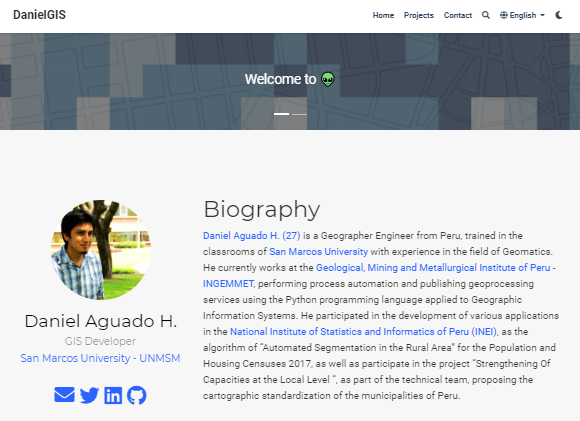 DanielGIS
Home Projects Contact English
Welcome to 👽
Biography
Daniel Aguado H. (27) is a Geographer Engineer from Peru, trained in the
classrooms of San Marcos University with experience in the field of Geomatics.
He currently works at the Geological, Mining and Metallurgical Institute of Peru -
INGEMMET, performing process automation and publishing geoprocessing
services using the Python programming language applied to Geographic
Information Systems. He participated in the development of various applications
in the National Institute of Statistics and Informatics of Peru (INEI), as the
algorithm of “Automated Segmentation in the Rural Area” for the Population and
Housing Censuses 2017, as well as participate in the project “Strengthening Of
Capacities at the Local Level “, as part of the technical team, proposing the
cartographic standardization of the municipalities of Peru.
Daniel Aguado H.
GIS Developer
San Marcos University - UNMSM